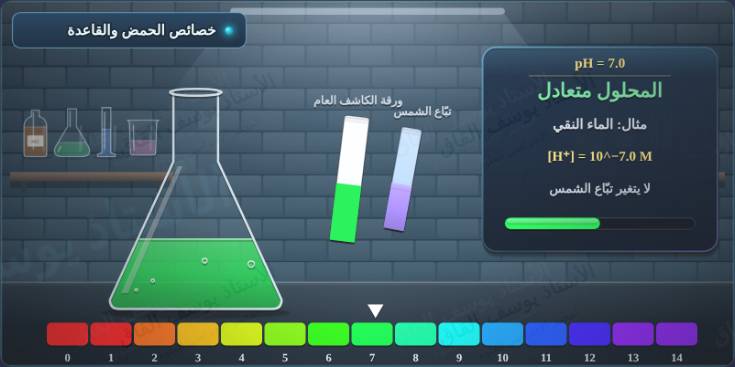 خصائص الحمض والقاعدة
pH = 7.0
المحلول متعادل
مثال: الماء النقي
[H⁺] = 10^−7.0 M
لا يتغير تبّاع الشمس
ورقة الكاشف العام
تبّاع الشمس
0 1 2 3 4 5 6 7 8 9 10 11 12 13 14